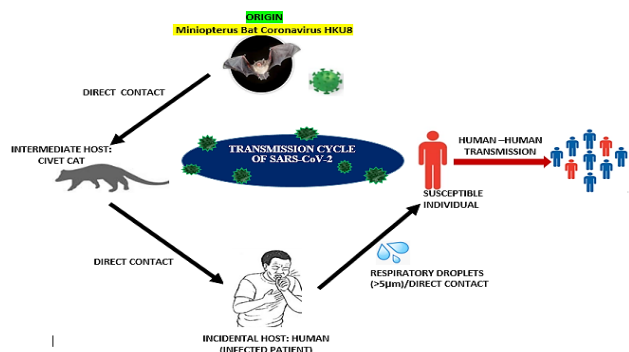 ORIGIN
Miniopterus Bat Coronavirus HKU8
DIRECT CONTACT
INTERMEDIATE HOST:
CIVET CAT
TRANSMISSION CYCLE
OF SARS-CoV-2
HUMAN –HUMAN
TRANSMISSION
SUSCEPTIBLE
INDIVIDUAL
DIRECT CONTACT
RESPIRATORY DROPLETS
(>5µm)/DIRECT CONTACT
INCIDENTAL HOST: HUMAN
(INFECTED PATIENT)